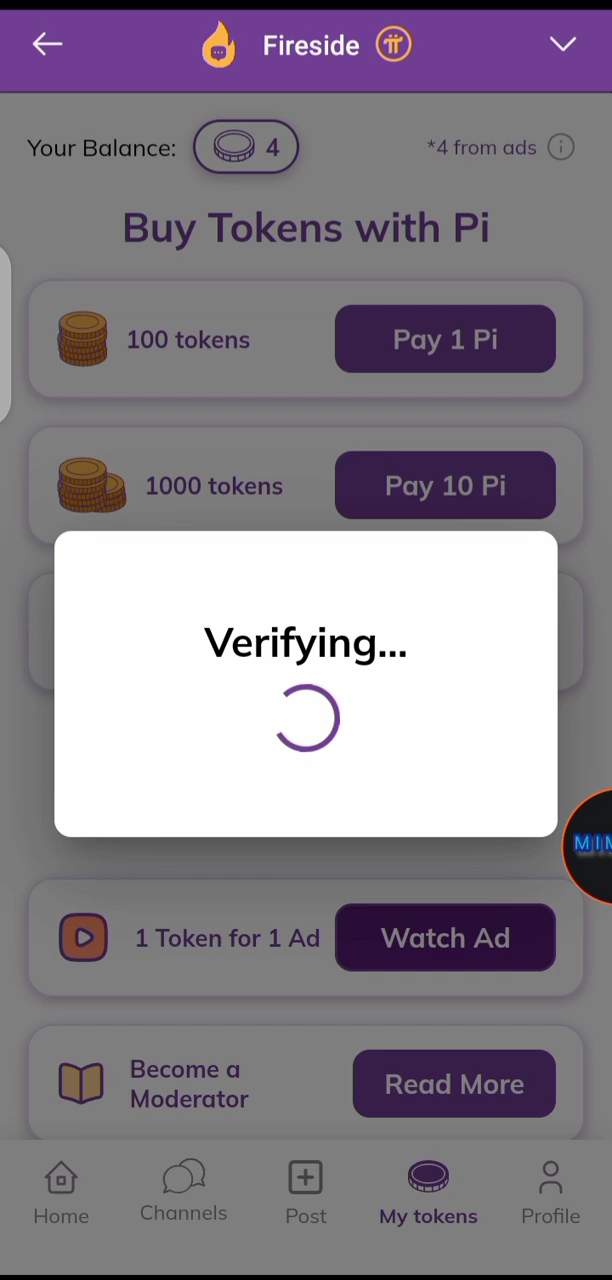 Fireside
Your Balance: 4
*4 from ads
Buy Tokens with Pi
100 tokens
Pay 1 Pi
1000 tokens
Pay 10 Pi
Verifying...
1 Token for 1 Ad
Watch Ad
Become a
Moderator
Read More
Home
Channels
Post
My tokens
Profile